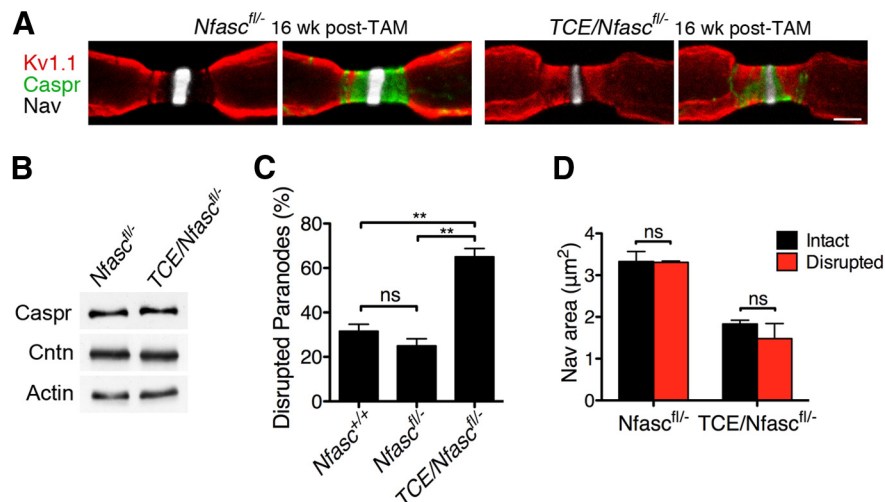 A
Nfasc^fl/- 16 wk post-TAM
TCE/Nfasc^fl/- 16 wk post-TAM
Kv1.1
Caspr
Nav
B
Nfasc^fl/-
TCE/Nfasc^fl/-
Caspr
Cntn
Actin
C
Disrupted Paranodes (%)
80
60
40
20
0
**
**
ns
Nfasc^+/+
Nfasc^fl/-
TCE/Nfasc^fl/-
D
Nav area (µm²)
4
3
2
1
0
ns
ns
Intact
Disrupted
Nfasc^fl/-
TCE/Nfasc^fl/-